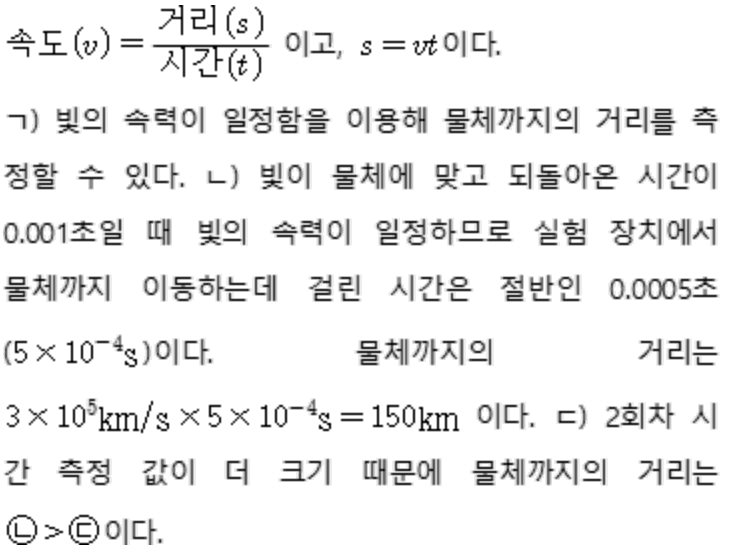 속도(v) = 거리(s)/시간(t) 이고, s = vt이다.
ㄱ) 빛의 속력이 일정함을 이용해 물체까지의 거리를 측
정할 수 있다. ㄴ) 빛이 물체에 맞고 되돌아온 시간이
0.001초일 때 빛의 속력이 일정하므로 실험 장치에서
물체까지 이동하는데 걸린 시간은 절반인 0.0005초
(5×10⁻⁴s)이다. 물체까지의 거리는
3×10⁵km/s×5×10⁻⁴s=150km 이다. ㄷ) 2회차 시
간 측정 값이 더 크기 때문에 물체까지의 거리는
㉡>㉢이다.